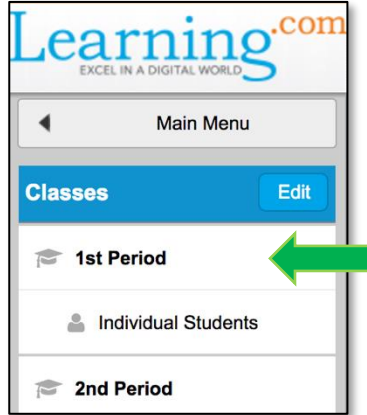 Learning.com
EXCEL IN A DIGITAL WORLD
Main Menu
Classes Edit
1st Period
Individual Students
2nd Period